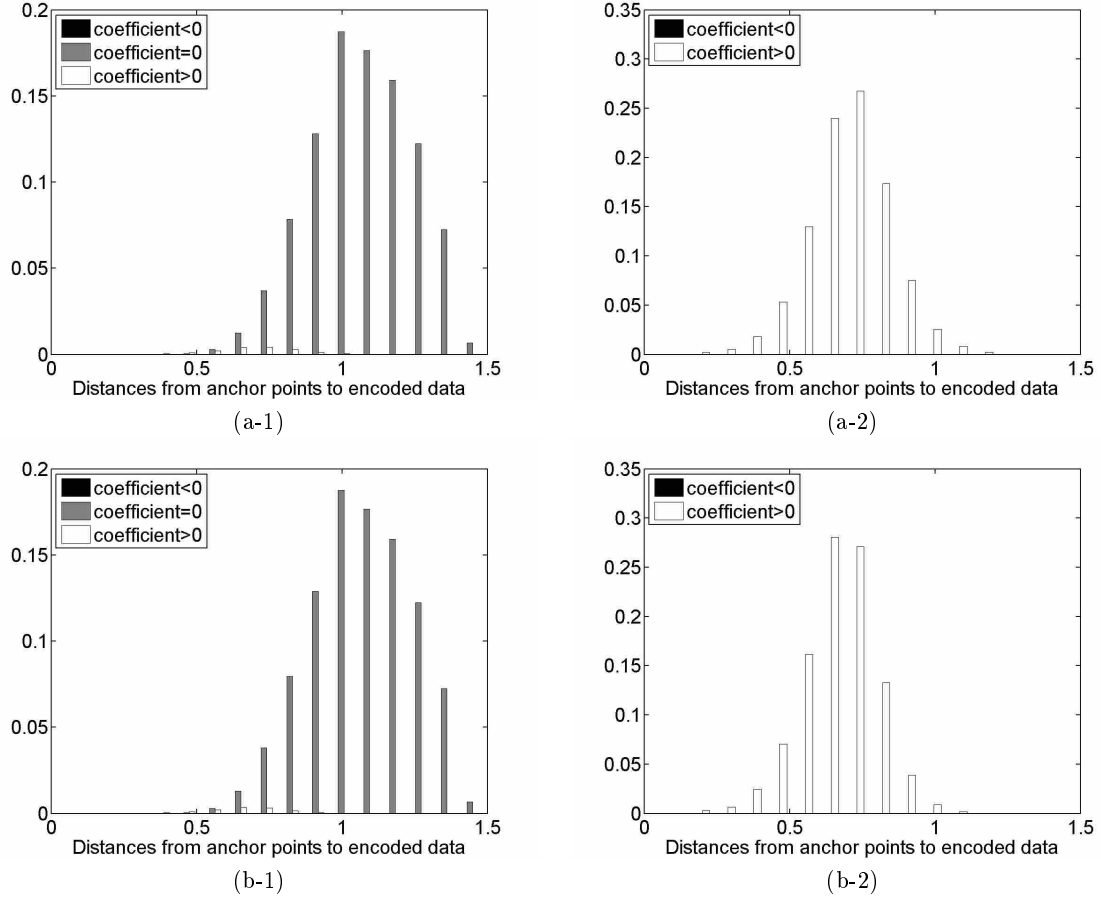 0.2
0.15
0.1
0.05
0
coefficient<0
coefficient=0
coefficient>0
0 0.5 1 1.5
Distances from anchor points to encoded data
(a-1)
0.35
0.3
0.25
0.2
0.15
0.1
0.05
0
coefficient<0
coefficient>0
0 0.5 1 1.5
Distances from anchor points to encoded data
(a-2)
0.2
0.15
0.1
0.05
0
coefficient<0
coefficient=0
coefficient>0
0 0.5 1 1.5
Distances from anchor points to encoded data
(b-1)
0.35
0.3
0.25
0.2
0.15
0.1
0.05
0
coefficient<0
coefficient>0
0 0.5 1 1.5
Distances from anchor points to encoded data
(b-2)